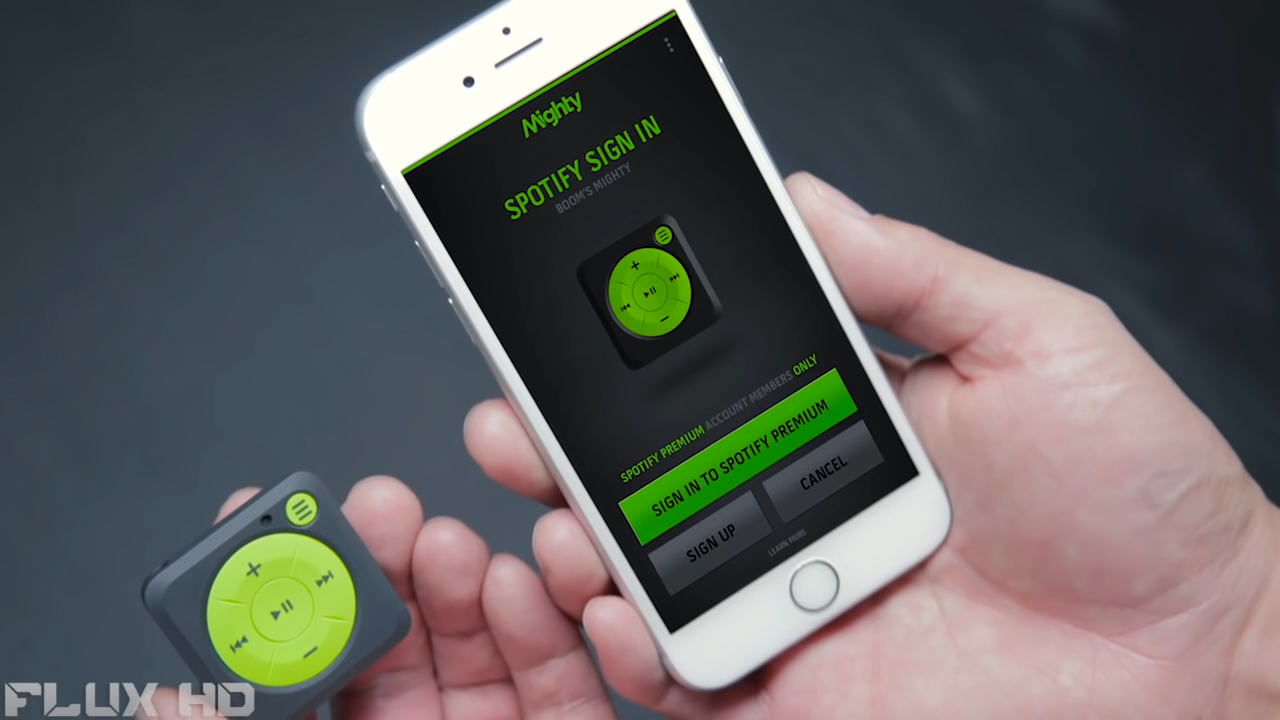 Mighty
SPOTIFY SIGN IN
BOOM'S MIGHTY
SPOTIFY PREMIUM ACCOUNT MEMBERS ONLY
SIGN IN TO SPOTIFY PREMIUM
SIGN UP
CANCEL
LEARN MORE
FLUX HD